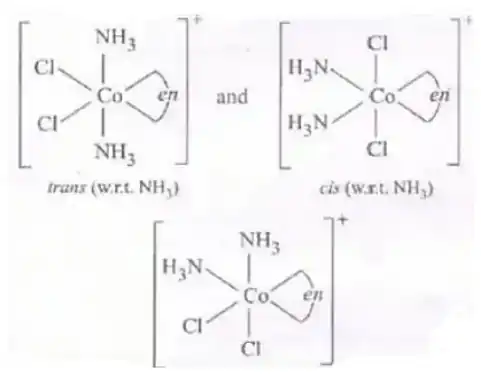 NH₃
Cl
Co
en
Cl
NH₃
+
trans (w.r.t. NH₃)
and
Cl
H₃N
Co
en
H₃N
Cl
+
cis (w.r.t. NH₃)
NH₃
H₃N
Co
en
Cl
Cl
+